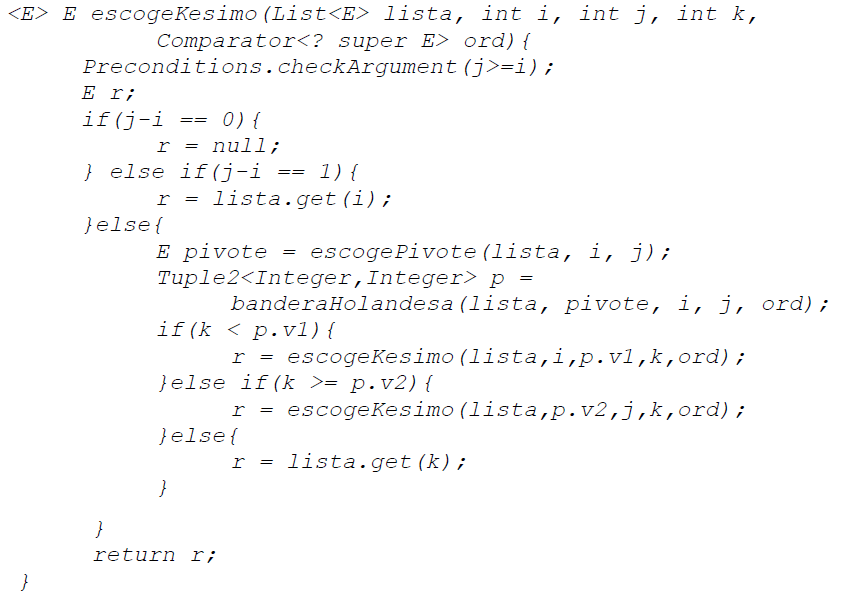 <E> E escogeKesimo(List<E> lista, int i, int j, int k,
Comparator<? super E> ord){
Preconditions.checkArgument(j>=i);
E r;
if(j-i == 0){
r = null;
} else if(j-i == 1){
r = lista.get(i);
}else{
E pivote = escogePivote(lista, i, j);
Tuple2<Integer,Integer> p =
banderaHolandesa(lista, pivote, i, j, ord);
if(k < p.v1){
r = escogeKesimo(lista,i,p.v1,k,ord);
}else if(k >= p.v2){
r = escogeKesimo(lista,p.v2,j,k,ord);
}else{
r = lista.get(k);
}
}
return r;
}